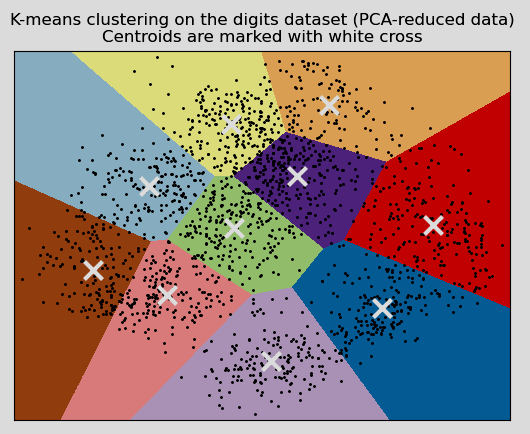 K-means clustering on the digits dataset (PCA-reduced data)
Centroids are marked with white cross